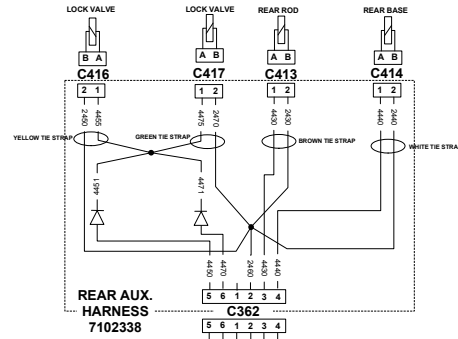 LOCK VALVE LOCK VALVE REAR ROD REAR BASE
B A A B A B A B
C416 C417 C413 C414
2 1 1 2 1 2 1 2
2460 4455 4475 2470 4430 2430 4440 2440
YELLOW TIE STRAP GREEN TIE STRAP BROWN TIE STRAP WHITE TIE STRA
4451 4471
4450 4470 2460 4430 4440
REAR AUX.
HARNESS
7102338
5 6 1 2 3 4
C362
5 6 1 2 3 4